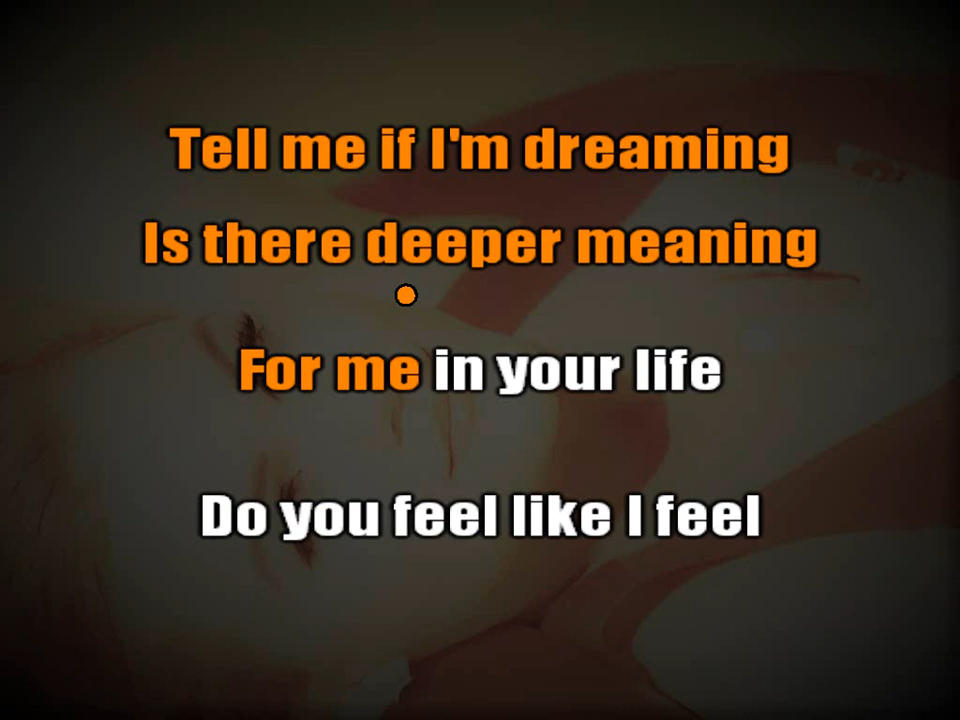 Tell me if I'm dreaming
Is there deeper meaning
For me in your life
Do you feel like I feel